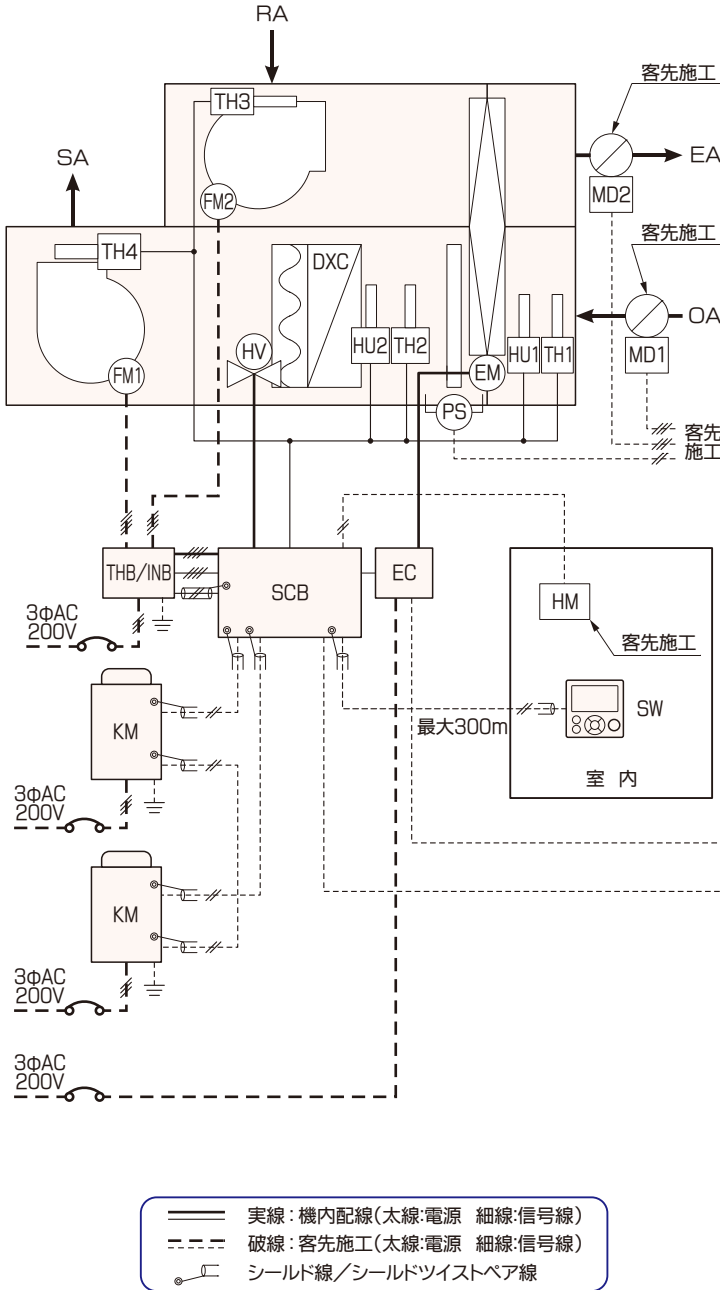 RA
客先施工
TH3
EA
SA
MD2
FM2
客先施工
TH4
DXC
OA
HV
HU2
TH2
HU1
TH1
MD1
FM1
EM
PS
客先
施工
THB/INB
SCB
EC
HM
3φAC
200V
客先施工
SW
最大300m
KM
室 内
3φAC
200V
KM
3φAC
200V
3φAC
200V
実線:機内配線(太線:電源 細線:信号線)
破線:客先施工(太線:電源 細線:信号線)
シールド線/シールドツイストペア線